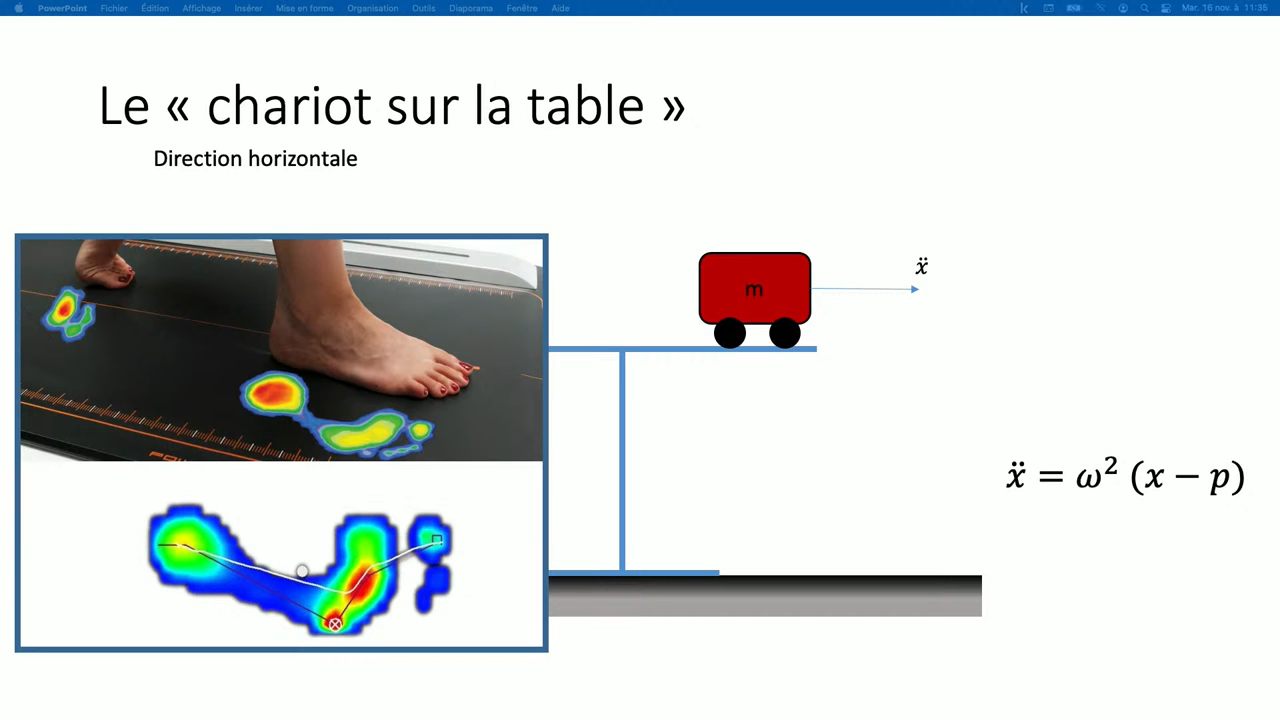 PowerPoint Fichier Édition Affichage Insérer Mise en forme Organisation Outils Diaporama Fenêtre Aide Mar. 16 nov. à 11:35
Le « chariot sur la table »
Direction horizontale
ẍ
m
ẍ = ω² (x − p)